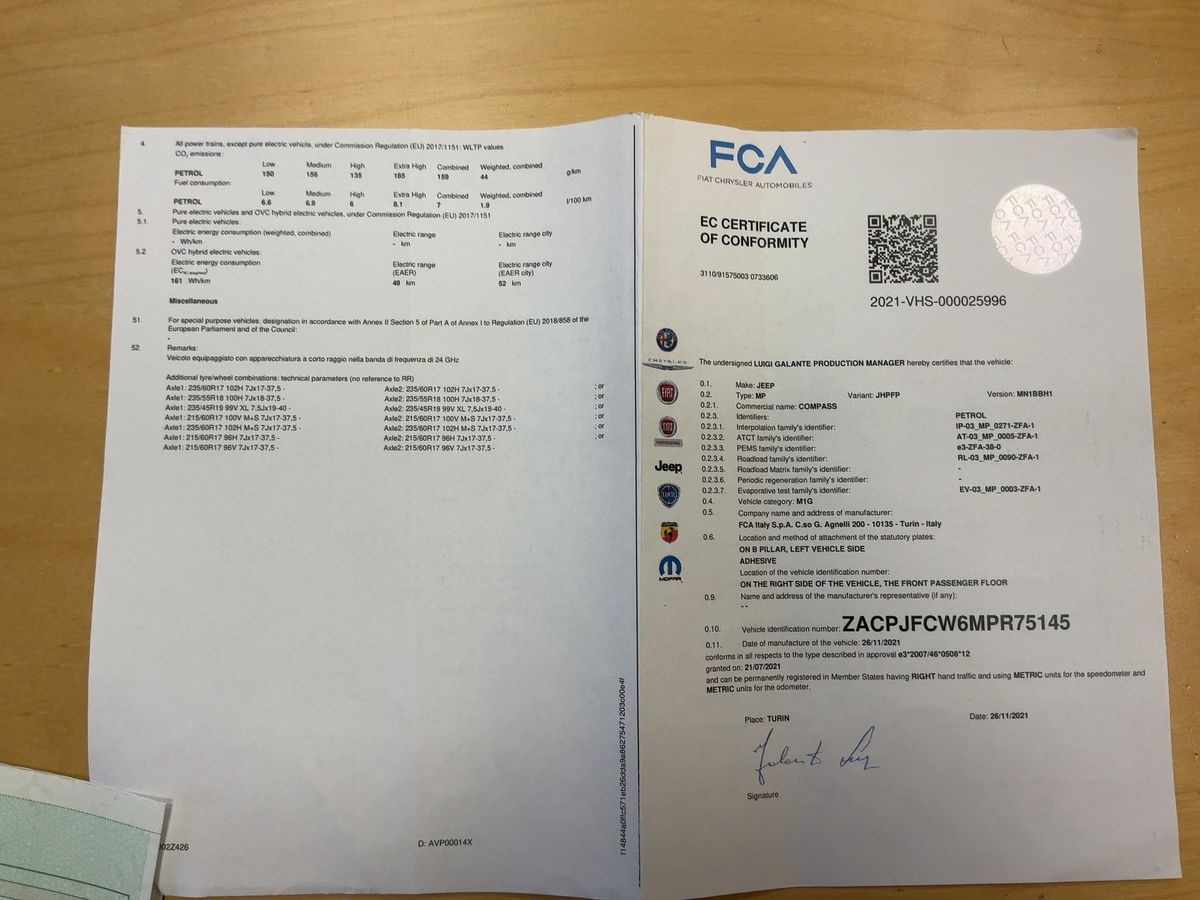 4. All power trains, except pure electric vehicle, under Commission Regulation (EU) 2017/1151: WLTP values
CO2 emissions:
Low Medium High Extra High Combined Weighted, combined
PETROL 150 156 135 185 159 44 g/km
Fuel consumption:
Low Medium High Extra High Combined Weighted, combined
PETROL 6.6 6.9 6 8.1 7 1.9 l/100 km
5. Pure electric vehicles and OVC hybrid electric vehicles, under Commission Regulation (EU) 2017/1151
5.1. Pure electric vehicles:
Electric energy consumption (weighted, combined) Electric range Electric range city
- Wh/km - km - km
5.2 OVC hybrid electric vehicles:
Electric energy consumption Electric range Electric range city
(ECAC,weighted) (EAER) (EAER city)
161 Wh/km 49 km 52 km
Miscellaneous
51. For special purpose vehicles: designation in accordance with Annex II Section 5 of Part A of Annex I to Regulation (EU) 2018/858 of the
European Parliament and of the Council:
-
52. Remarks:
Veicolo equipaggiato con apparecchiatura a corto raggio nella banda di frequenza di 24 GHz
Additional tyre/wheel combinations: technical parameters (no reference to RR)
Axle1: 235/60R17 102H 7Jx17-37,5 - Axle2: 235/60R17 102H 7Jx17-37,5 - ; or
Axle1: 235/55R18 100H 7Jx18-37,5 - Axle2: 235/55R18 100H 7Jx18-37,5 - ; or
Axle1: 235/45R19 99V XL 7,5Jx19-40 - Axle2: 235/45R19 99V XL 7,5Jx19-40 - ; or
Axle1: 215/60R17 100V M+S 7Jx17-37,5 - Axle2: 215/60R17 100V M+S 7Jx17-37,5 - ; or
Axle1: 235/60R17 102H M+S 7Jx17-37,5 - Axle2: 235/60R17 102H M+S 7Jx17-37,5 - ; or
Axle1: 215/60R17 96H 7Jx17-37,5 - Axle2: 215/60R17 96H 7Jx17-37,5 - ; or
Axle1: 215/60R17 96V 7Jx17-37,5 - Axle2: 215/60R17 96V 7Jx17-37,5 -
002Z426
D: AVP00014X
FCA
FIAT CHRYSLER AUTOMOBILES
EC CERTIFICATE
OF CONFORMITY
3110/91575003 0733606
2021-VHS-000025996
FCA
CHRYSLER
FIAT
FIAT
PROFESSIONAL
Jeep
LANCIA
MOPAR
The undersigned LUIGI GALANTE PRODUCTION MANAGER hereby certifies that the vehicle:
0.1. Make: JEEP
0.2. Type: MP Variant: JHPFP Version: MN1BBH1
0.2.1. Commercial name: COMPASS
0.2.3. Identifiers: PETROL
0.2.3.1. Interpolation family's identifier: IP-03_MP_0271-ZFA-1
0.2.3.2. ATCT family's identifier: AT-03_MP_0005-ZFA-1
0.2.3.3. PEMS family's identifier: e3-ZFA-38-0
0.2.3.4. Roadload family's identifier: RL-03_MP_0090-ZFA-1
0.2.3.5. Roadload Matrix family's identifier: -
0.2.3.6. Periodic regeneration family's identifier: -
0.2.3.7. Evaporative test family's identifier: EV-03_MP_0003-ZFA-1
0.4. Vehicle category: M1G
0.5. Company name and address of manufacturer:
FCA Italy S.p.A. C.so G. Agnelli 200 - 10135 - Turin - Italy
0.6. Location and method of attachment of the statutory plates:
ON B PILLAR, LEFT VEHICLE SIDE
ADHESIVE
Location of the vehicle identification number:
ON THE RIGHT SIDE OF THE VEHICLE, THE FRONT PASSENGER FLOOR
0.9. Name and address of the manufacturer's representative (if any):
- -
0.10. Vehicle identification number: ZACPJFCW6MPR75145
0.11. Date of manufacture of the vehicle: 26/11/2021
conforms in all respects to the type described in approval e3*2007/46*0508*12
granted on: 21/07/2021
and can be permanently registered in Member States having RIGHT hand traffic and using METRIC units for the speedometer and
METRIC units for the odometer.
Place: TURIN Date: 26/11/2021
Signature